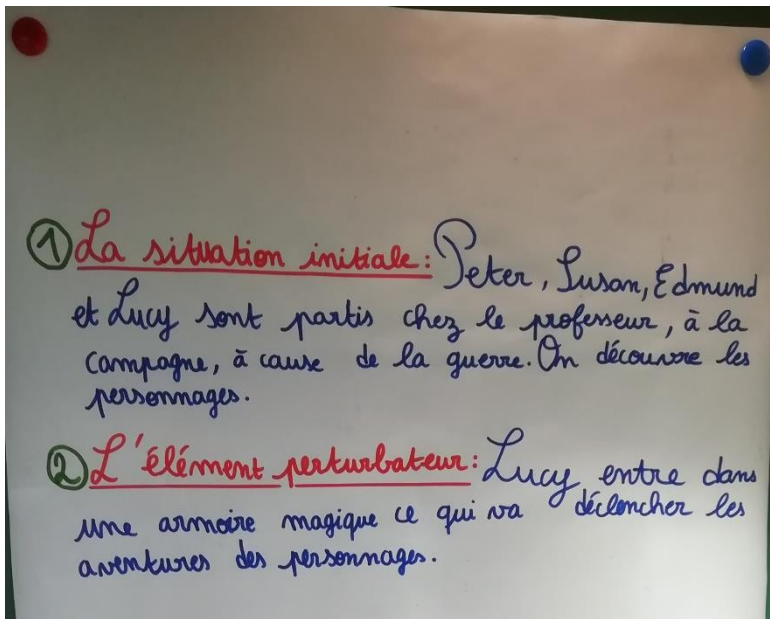 ① La situation initiale : Peter, Susan, Edmund
et Lucy sont partis chez le professeur, à la
campagne, à cause de la guerre. On découvre les
personnages.
② L'élément perturbateur : Lucy entre dans
une armoire magique ce qui va déclencher les
aventures des personnages.